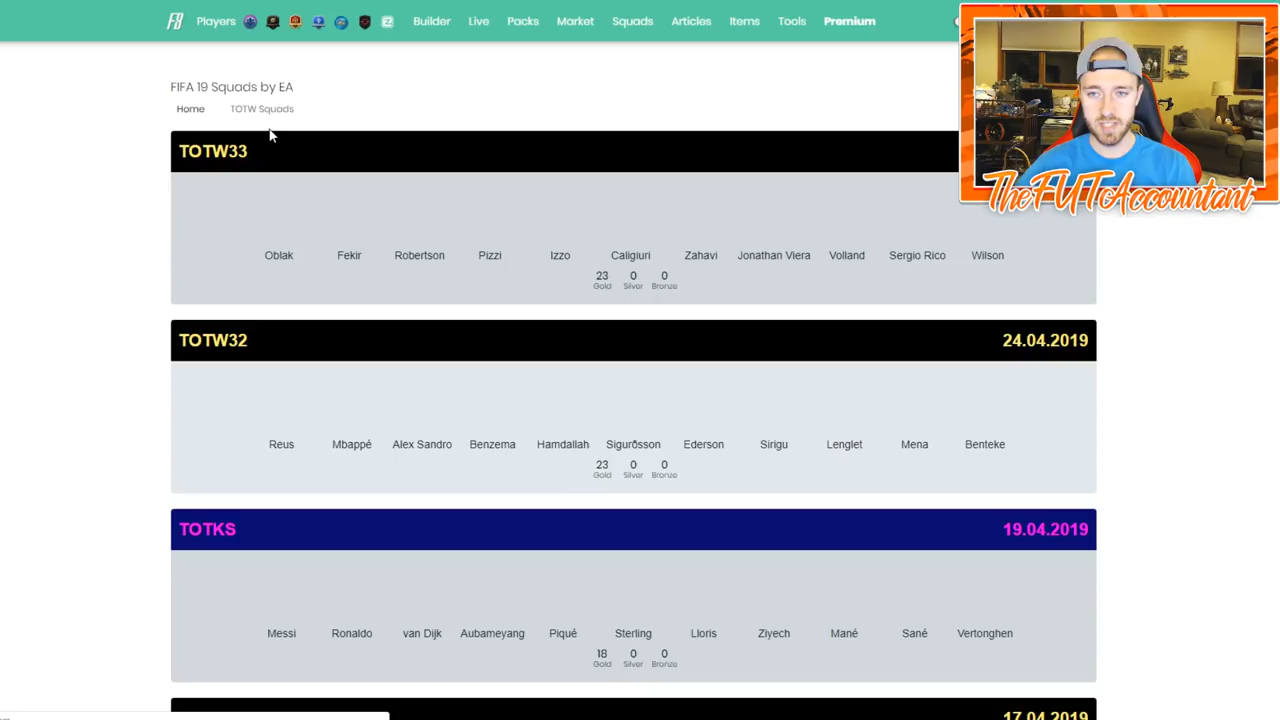 FB Players Builder Live Packs Market Squads Articles Items Tools Premium
FIFA 19 Squads by EA
Home TOTW Squads
TheFUTAccountant
TOTW33
Oblak Fekir Robertson Pizzi Izzo Caligiuri Zahavi Jonathan Viera Volland Sergio Rico Wilson
23 0 0
Gold Silver Bronze
TOTW32 24.04.2019
Reus Mbappé Alex Sandro Benzema Hamdallah Sigurðsson Ederson Sirigu Lenglet Mena Benteke
23 0 0
Gold Silver Bronze
TOTKS 19.04.2019
Messi Ronaldo van Dijk Aubameyang Piqué Sterling Lloris Ziyech Mané Sané Vertonghen
18 0 0
Gold Silver Bronze
17.04.2019